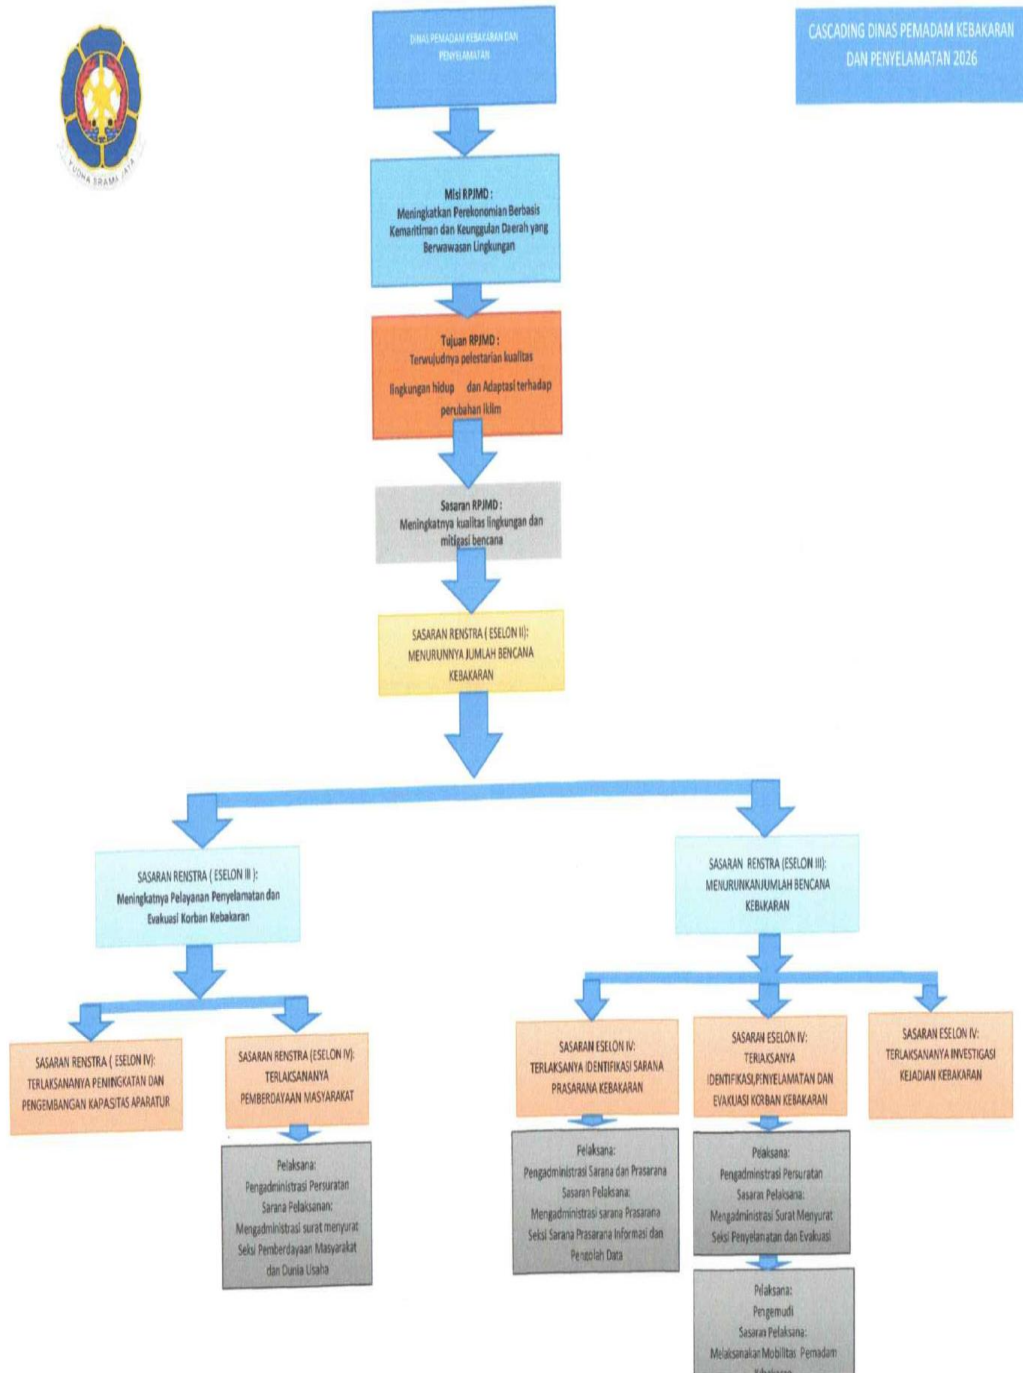 DINAS PEMADAM KEBAKARAN DAN
PENYELAMATAN
CASCADING DINAS PEMADAM KEBAKARAN
DAN PENYELAMATAN 2026
YUDHA BRAMA JAYA
Misi RPJMD :
Meningkatkan Perekonomian Berbasis
Kemaritiman dan Keunggulan Daerah yang
Berwawasan Lingkungan
Tujuan RPJMD :
Terwujudnya pelestarian kualitas
lingkungan hidup dan Adaptasi terhadap
perubahan Iklim
Sasaran RPJMD :
Meningkatnya kualitas lingkungan dan
mitigasi bencana
SASARAN RENSTRA ( ESELON II):
MENURUNNYA JUMLAH BENCANA
KEBAKARAN
SASARAN RENSTRA ( ESELON III ):
Meningkatnya Pelayanan Penyelamatan dan
Evakuasi Korban Kebakaran
SASARAN RENSTRA (ESELON III):
MENURUNKANJUMLAH BENCANA
KEBAKARAN
SASARAN RENSTRA ( ESELON IV):
TERLAKSANANYA PENINGKATAN DAN
PENGEMBANGAN KAPASITAS APARATUR
SASARAN RENSTRA (ESELON IV):
TERLAKSANANYA
PEMBERDAYAAN MASYARAKAT
SASARAN ESELON IV:
TERLAKSANYA IDENTIFIKASI SARANA
PRASARANA KEBAKARAN
SASARAN ESELON IV:
TERLAKSANYA
IDENTIFIKASI,PENYELAMATAN DAN
EVAKUASI KORBAN KEBAKARAN
SASARAN ESELON IV:
TERLAKSANANYA INVESTIGASI
KEJADIAN KEBAKARAN
Pelaksana:
Pengadministrasi Persuratan
Sarana Pelaksanan:
Mengadministrasi surat menyurat
Seksi Pemberdayaan Masyarakat
dan Dunia Usaha
Pelaksana:
Pengadministrasi Sarana dan Prasarana
Sasaran Pelaksana:
Mengadministrasi sarana Prasarana
Seksi Sarana Prasarana Informasi dan
Pengolah Data
Pelaksana:
Pengadministrasi Persuratan
Sasaran Pelaksana:
Mengadministrasi Surat Menyurat
Seksi Penyelamatan dan Evakuasi
Pelaksana:
Pengemudi
Sasaran Pelaksana:
Melaksanakan Mobilitas Pemadam